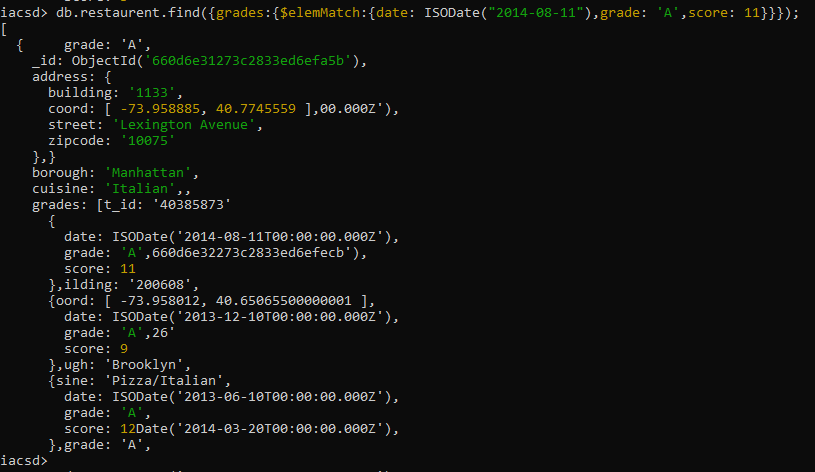 iacsd> db.restaurent.find({grades:{$elemMatch:{date: ISODate("2014-08-11"),grade: 'A',score: 11}}});
[
  {     grade: 'A',
    _id: ObjectId('660d6e31273c2833ed6efa5b'),
    address: {
      building: '1133',
      coord: [ -73.958885, 40.7745559 ],00.000Z'),
      street: 'Lexington Avenue',
      zipcode: '10075'
    },}
    borough: 'Manhattan',
    cuisine: 'Italian',,
    grades: [t_id: '40385873'
      {
        date: ISODate('2014-08-11T00:00:00.000Z'),
        grade: 'A',660d6e32273c2833ed6efecb'),
        score: 11
      },ilding: '200608',
      {oord: [ -73.958012, 40.65065500000001 ],
        date: ISODate('2013-12-10T00:00:00.000Z'),
        grade: 'A',26'
        score: 9
      },ugh: 'Brooklyn',
      {sine: 'Pizza/Italian',
        date: ISODate('2013-06-10T00:00:00.000Z'),
        grade: 'A',
        score: 12Date('2014-03-20T00:00:00.000Z'),
      },grade: 'A',
iacsd>